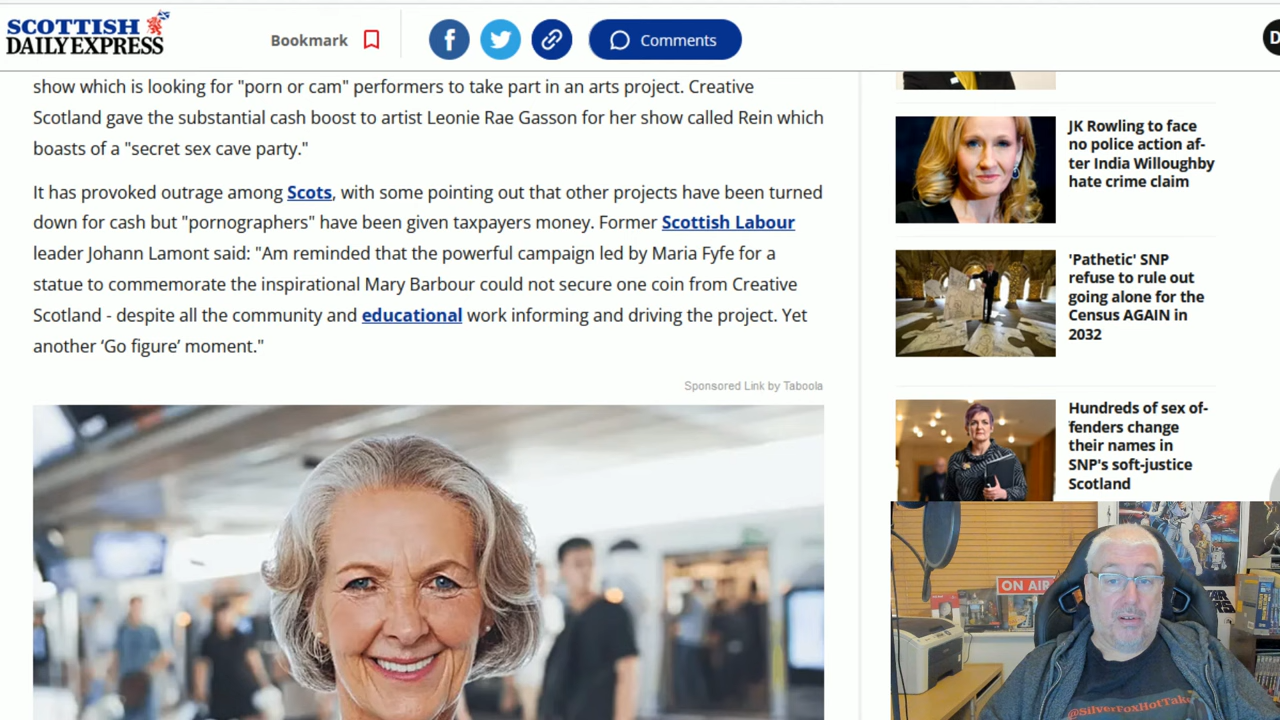 SCOTTISH
DAILY EXPRESS
Bookmark
f
Comments
D
show which is looking for "porn or cam" performers to take part in an arts project. Creative
Scotland gave the substantial cash boost to artist Leonie Rae Gasson for her show called Rein which
boasts of a "secret sex cave party."
It has provoked outrage among Scots, with some pointing out that other projects have been turned
down for cash but "pornographers" have been given taxpayers money. Former Scottish Labour
leader Johann Lamont said: "Am reminded that the powerful campaign led by Maria Fyfe for a
statue to commemorate the inspirational Mary Barbour could not secure one coin from Creative
Scotland - despite all the community and educational work informing and driving the project. Yet
another ‘Go figure’ moment."
Sponsored Link by Taboola
JK Rowling to face
no police action af-
ter India Willoughby
hate crime claim
'Pathetic' SNP
refuse to rule out
going alone for the
Census AGAIN in
2032
Hundreds of sex of-
fenders change
their names in
SNP's soft-justice
Scotland
ON AIR
@SilverFoxHotTake